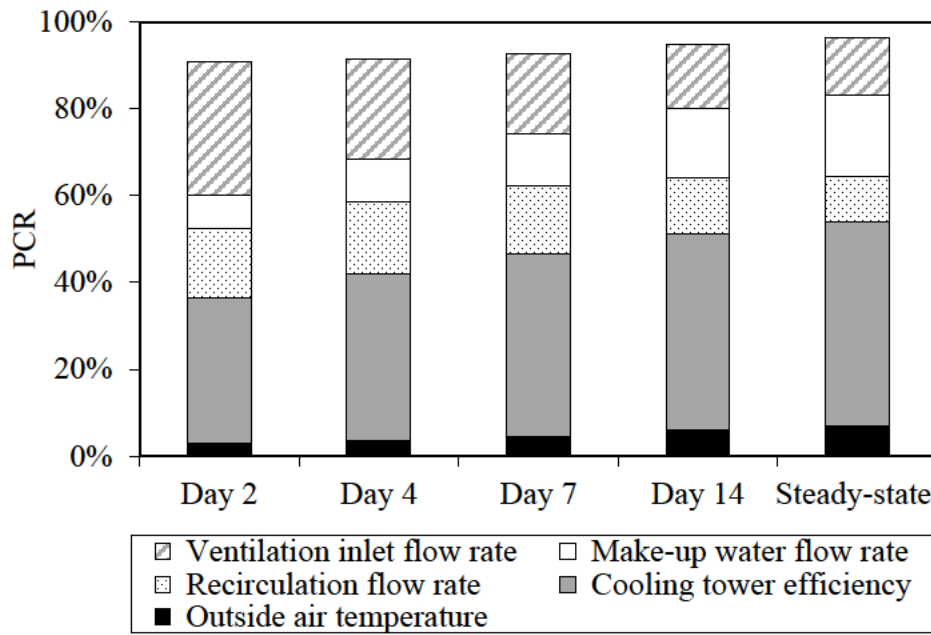 100%
80%
60%
40%
20%
0%
PCR
Day 2 Day 4 Day 7 Day 14 Steady-state
Ventilation inlet flow rate Make-up water flow rate
Recirculation flow rate Cooling tower efficiency
Outside air temperature